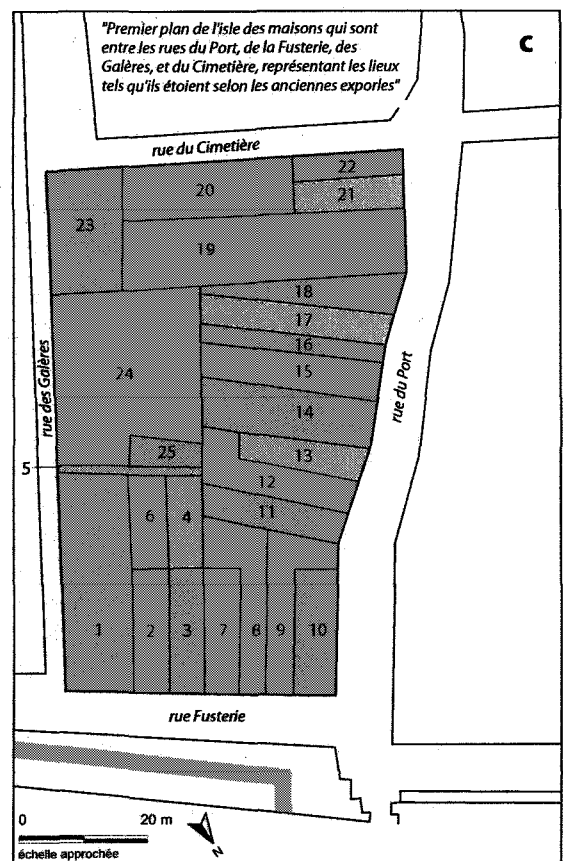 "Premier plan de l'isle des maisons qui sont
entre les rues du Port, de la Fusterie, des
Galères, et du Cimetière, représentant les lieux
tels qu'ils étoient selon les anciennes exporles"
C
rue du Cimetière
22
20
21
23
19
18
17
16
15
24
14
rue des Galères
rue du Port
25
13
5
12
11
6
4
1
2
3
7
8
9
10
rue Fusterie
0
20 m
N
échelle approchée